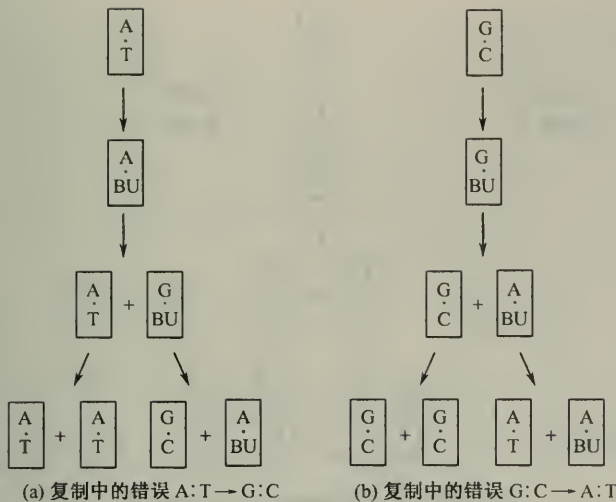 A · T
G · C
A · BU
G · BU
A · T + G · BU
G · C + A · BU
A · T + A · T G · C + A · BU
G · C + G · C A · T + A · BU
(a) 复制中的错误 A:T→G:C
(b) 复制中的错误 G:C→A:T